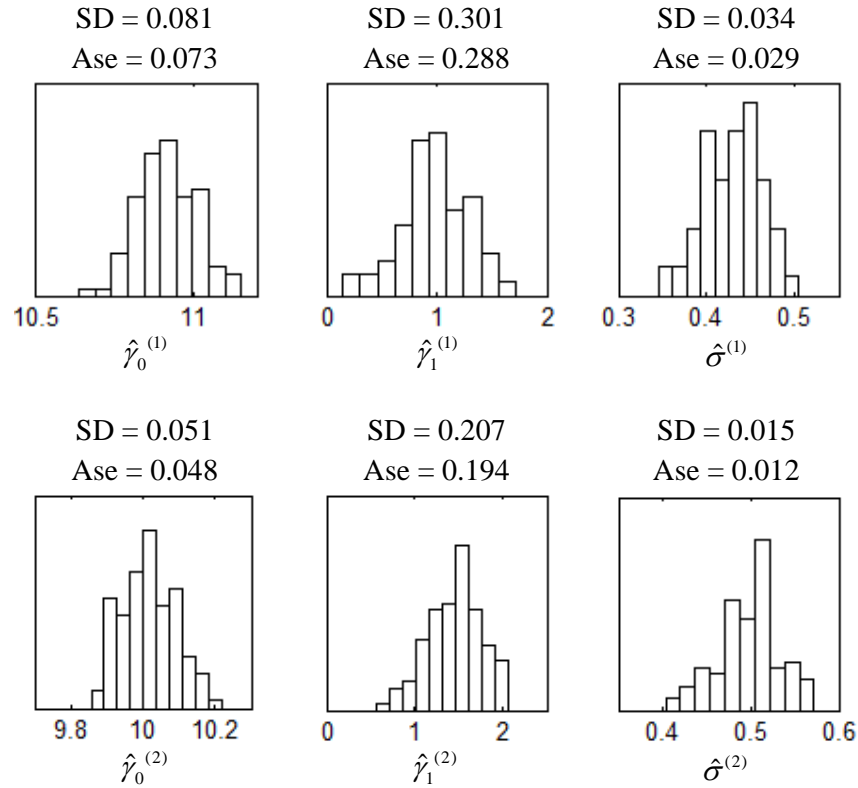 SD = 0.081
Ase = 0.073
SD = 0.301
Ase = 0.288
SD = 0.034
Ase = 0.029
10.5 11
0 1 2
0.3 0.4 0.5
γ̂₀⁽¹⁾
γ̂₁⁽¹⁾
σ̂⁽¹⁾
SD = 0.051
Ase = 0.048
SD = 0.207
Ase = 0.194
SD = 0.015
Ase = 0.012
9.8 10 10.2
0 1 2
0.4 0.5 0.6
γ̂₀⁽²⁾
γ̂₁⁽²⁾
σ̂⁽²⁾